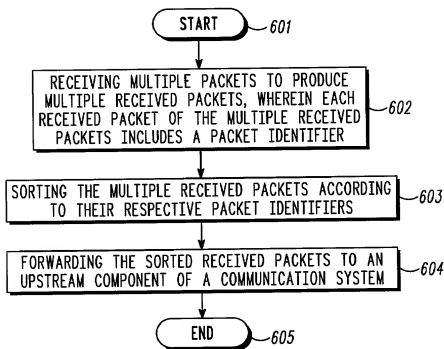 START
601
RECEIVING MULTIPLE PACKETS TO PRODUCE
MULTIPLE RECEIVED PACKETS, WHEREIN EACH
RECEIVED PACKET OF THE MULTIPLE RECEIVED
PACKETS INCLUDES A PACKET IDENTIFIER
602
SORTING THE MULTIPLE RECEIVED PACKETS ACCORDING
TO THEIR RESPECTIVE PACKET IDENTIFIERS
603
FORWARDING THE SORTED RECEIVED PACKETS TO AN
UPSTREAM COMPONENT OF A COMMUNICATION SYSTEM
604
END
605